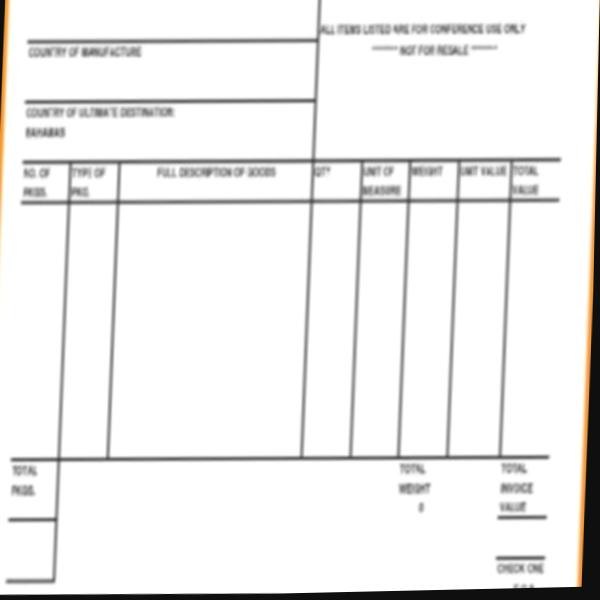 ALL ITEMS LISTED ARE FOR CONFERENCE USE ONLY
******* NOT FOR RESALE *******
COUNTRY OF MANUFACTURE
COUNTRY OF ULTIMATE DESTINATION:
BAHAMAS
NO. OF PKGS.
TYPE OF PKG.
FULL DESCRIPTION OF GOODS
QTY
UNIT OF MEASURE
WEIGHT
UNIT VALUE
TOTAL VALUE
TOTAL PKGS.
TOTAL WEIGHT
0
TOTAL INVOICE VALUE
CHECK ONE